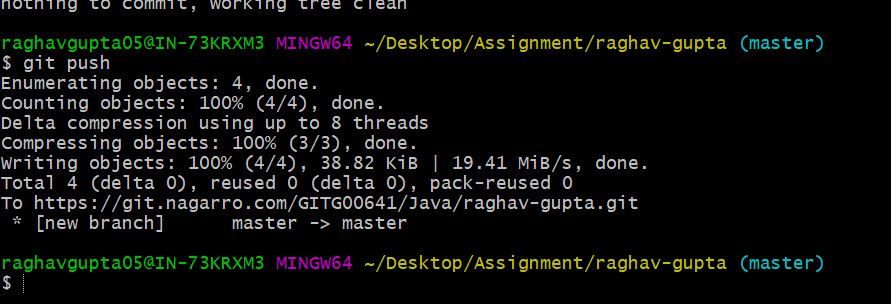 nothing to commit, working tree clean
raghavgupta05@IN-73KRXM3 MINGW64 ~/Desktop/Assignment/raghav-gupta (master)
$ git push
Enumerating objects: 4, done.
Counting objects: 100% (4/4), done.
Delta compression using up to 8 threads
Compressing objects: 100% (3/3), done.
Writing objects: 100% (4/4), 38.82 KiB | 19.41 MiB/s, done.
Total 4 (delta 0), reused 0 (delta 0), pack-reused 0
To https://git.nagarro.com/GITG00641/Java/raghav-gupta.git
 * [new branch]      master -> master
raghavgupta05@IN-73KRXM3 MINGW64 ~/Desktop/Assignment/raghav-gupta (master)
$